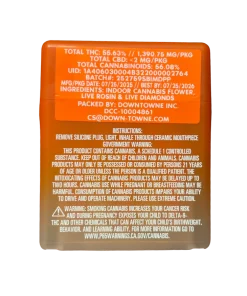 TOTAL THC: 55.63% // 1,390.75 MG/PKG
TOTAL CBD: <2 MG/PKG
TOTAL CANNABINOIDS: 56.08%
UID: 1A4060300048332000002764
BATCH#: 282759SBIMDPP
MFG/PKG DATE: 07/28/2025 // BEST BY: 07/28/2026
INGREDIENTS: INDOOR CANNABIS FLOWER,
LIVE ROSIN & LIVE DIAMONDS
PACKED BY: DOWNTOWNE INC
DCC-10004861
CS@DOWN-TOWNE.COM
INSTRUCTIONS:
REMOVE SILICONE PLUG, LIGHT, INHALE THROUGH CERAMIC MOUTHPIECE
GOVERNMENT WARNING:
THIS PRODUCT CONTAINS CANNABIS, A SCHEDULE I CONTROLLED
SUBSTANCE. KEEP OUT OF REACH OF CHILDREN AND ANIMALS. CANNABIS
PRODUCTS MAY ONLY BE POSSESSED OR CONSUMED BY PERSONS 21 YEARS
OF AGE OR OLDER UNLESS THE PERSON IS A QUALIFIED PATIENT. THE
INTOXICATING EFFECTS OF CANNABIS PRODUCTS MAY BE DELAYED UP TO
TWO HOURS. CANNABIS USE WHILE PREGNANT OR BREASTFEEDING MAY BE
HARMFUL. CONSUMPTION OF CANNABIS PRODUCTS IMPAIRS YOUR ABILITY
TO DRIVE AND OPERATE MACHINERY. PLEASE USE EXTREME CAUTION.
WARNING: SMOKING CANNABIS INCREASES YOUR CANCER RISK
AND DURING PREGNANCY EXPOSES YOUR CHILD TO DELTA-9-
THC AND OTHER CHEMICALS THAT CAN AFFECT YOUR CHILD'S BIRTHWEIGHT,
BEHAVIOR, AND LEARNING ABILITY. FOR MORE INFORMATION GO TO:
WWW.P65WARNINGS.CA.GOV/CANNABIS.